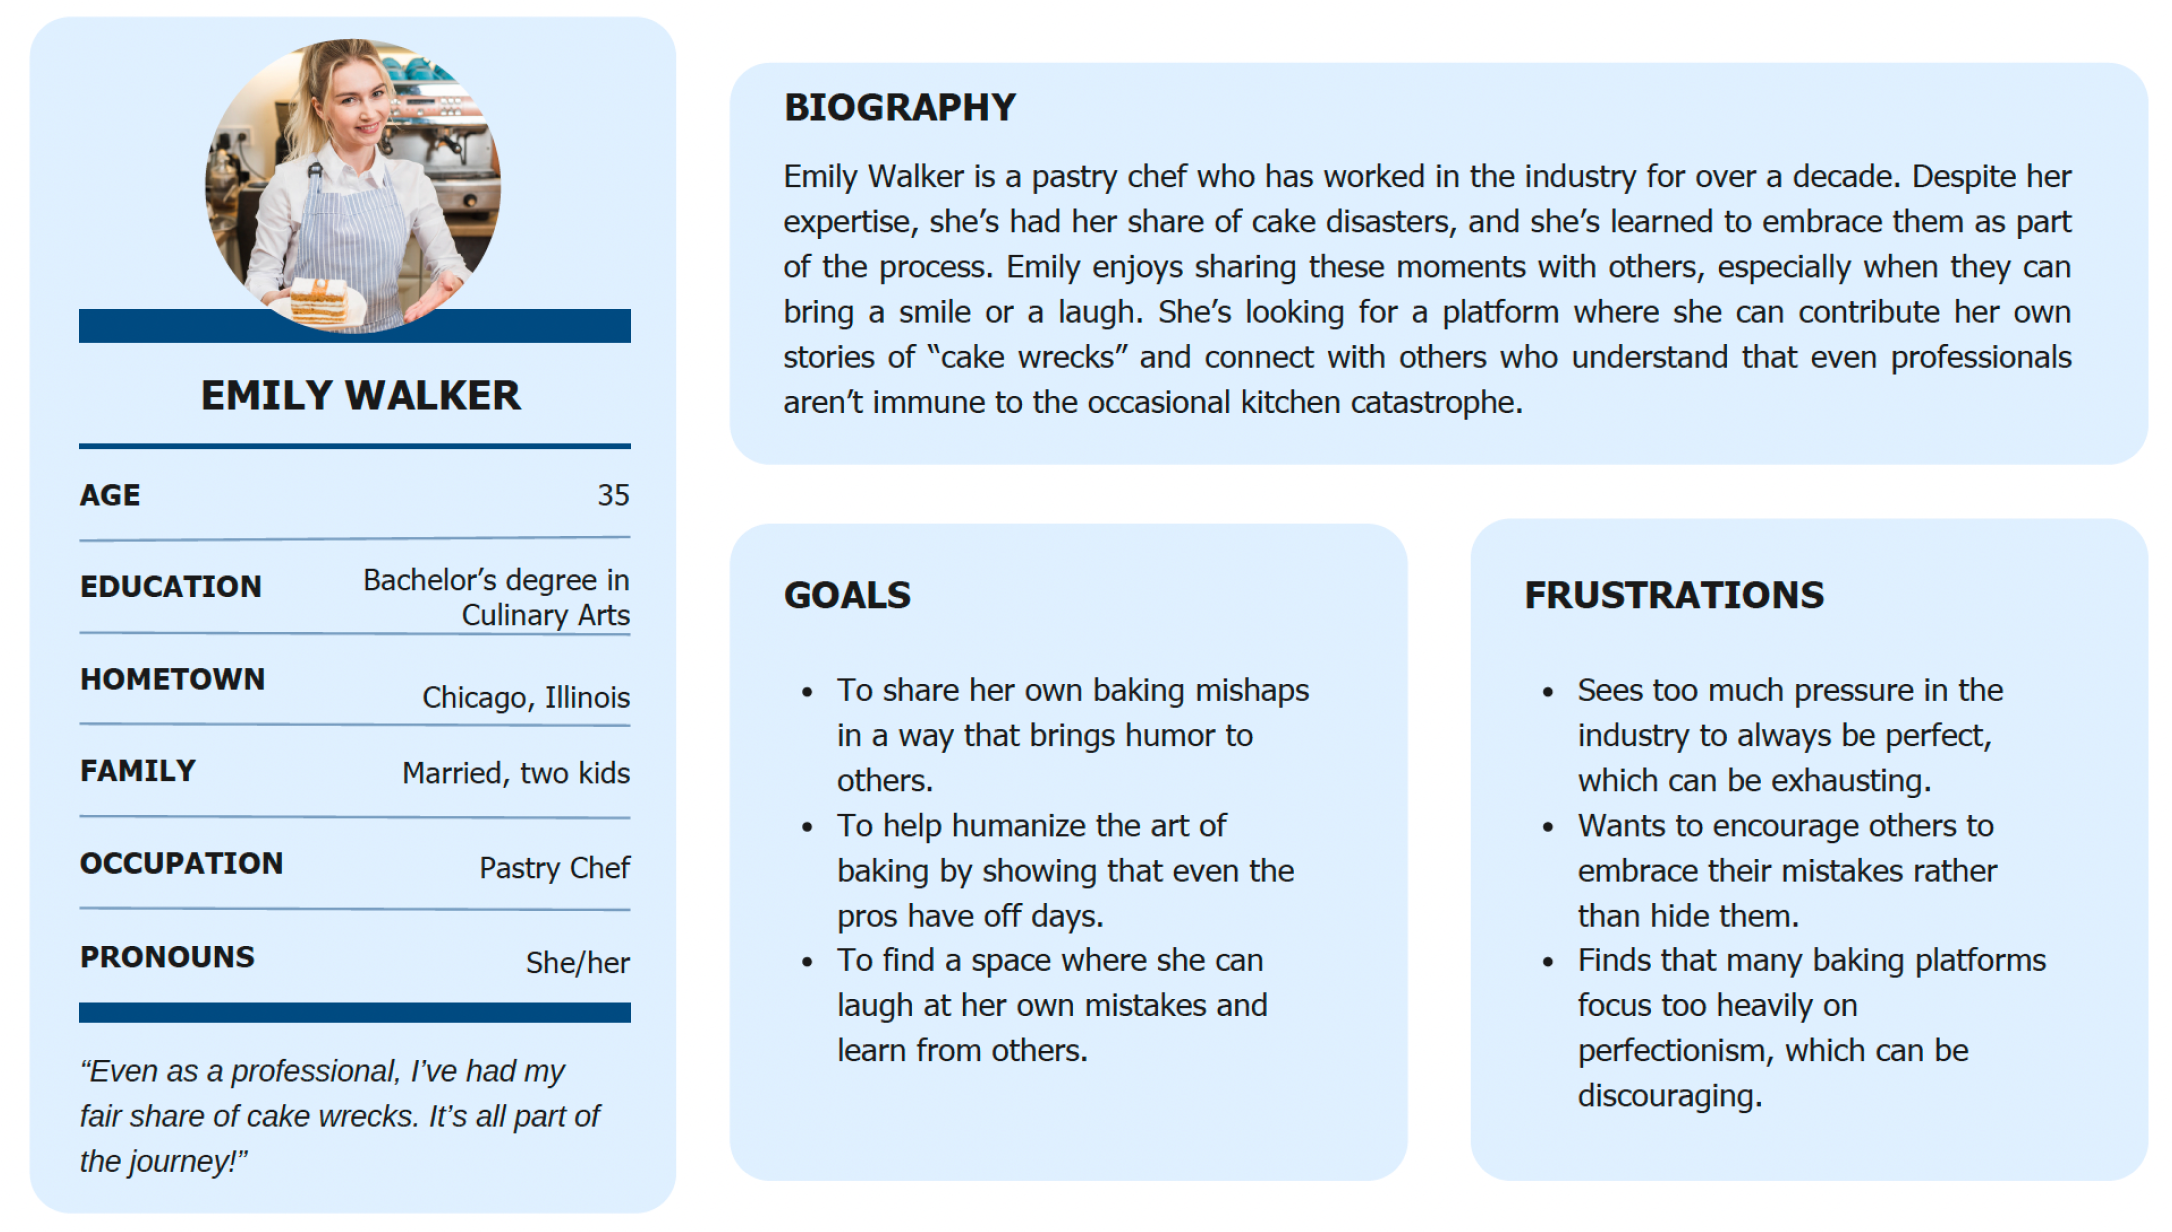 EMILY WALKER
AGE 35
EDUCATION Bachelor’s degree in
Culinary Arts
HOMETOWN Chicago, Illinois
FAMILY Married, two kids
OCCUPATION Pastry Chef
PRONOUNS She/her
“Even as a professional, I’ve had my
fair share of cake wrecks. It’s all part of
the journey!”
BIOGRAPHY
Emily Walker is a pastry chef who has worked in the industry for over a decade. Despite her
expertise, she’s had her share of cake disasters, and she’s learned to embrace them as part
of the process. Emily enjoys sharing these moments with others, especially when they can
bring a smile or a laugh. She’s looking for a platform where she can contribute her own
stories of “cake wrecks” and connect with others who understand that even professionals
aren’t immune to the occasional kitchen catastrophe.
GOALS
• To share her own baking mishaps
in a way that brings humor to
others.
• To help humanize the art of
baking by showing that even the
pros have off days.
• To find a space where she can
laugh at her own mistakes and
learn from others.
FRUSTRATIONS
• Sees too much pressure in the
industry to always be perfect,
which can be exhausting.
• Wants to encourage others to
embrace their mistakes rather
than hide them.
• Finds that many baking platforms
focus too heavily on
perfectionism, which can be
discouraging.